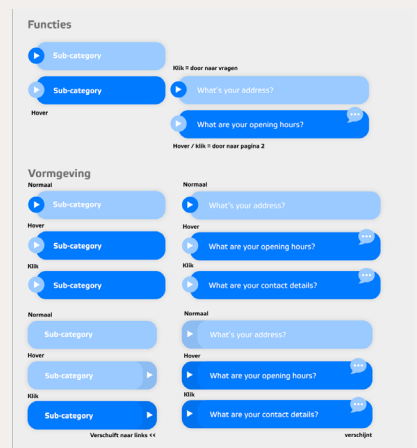 Functies
Sub-category
Klik = door naar vragen
Sub-category
What's your address?
Hover
What are your opening hours?
Hover / klik = door naar pagina 2
Vormgeving
Normaal
Normaal
Sub-category
What's your address?
Hover
Hover
Sub-category
What are your opening hours?
Klik
Klik
Sub-category
What are your contact details?
Normaal
Normaal
Sub-category
What's your address?
Hover
Hover
Sub-category
What are your opening hours?
Klik
Klik
Sub-category
What are your contact details?
Verschuift naar links <<
verschijnt